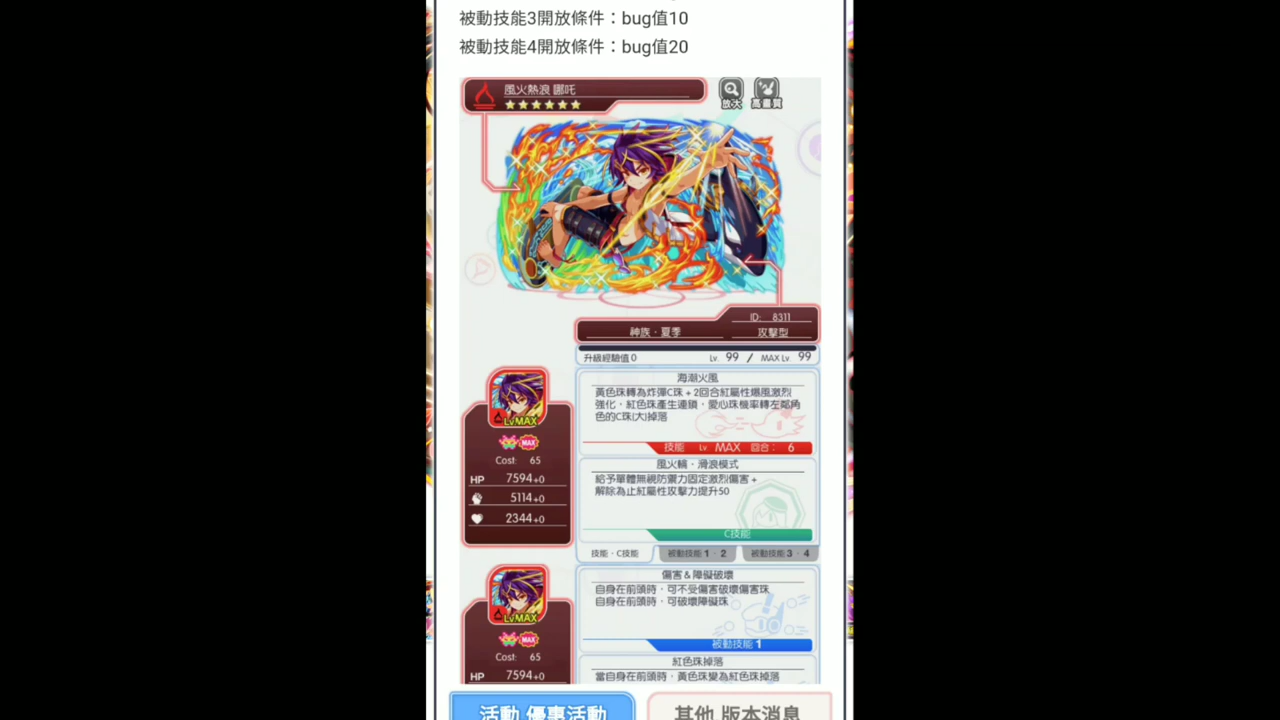 被動技能3開放條件：bug值10
被動技能4開放條件：bug值20
風火熱浪 哪吒
★★★★★★
放大
高畫質
ID: 8311
神族・夏季
攻擊型
升級經驗值 0
Lv. 99 / MAX Lv. 99
海潮火風
黃色珠轉為炸彈C珠＋2回合紅屬性爆風激烈
強化，紅色珠產生連鎖，愛心珠機率轉左鄰角
色的C珠(大)掉落
技能 Lv MAX 回合： 6
Lv.MAX
MAX
Cost: 65
HP 7594+0
5114+0
2344+0
風火輪・滑浪模式
給予單體無視防禦力固定激烈傷害＋
解除為止紅屬性攻擊力提升50
C技能
技能・C技能
被動技能 1・2
被動技能 3・4
傷害＆障礙破壞
自身在前頭時，可不受傷害破壞傷害珠
自身在前頭時，可破壞障礙珠
被動技能 1
Lv.MAX
MAX
Cost: 65
HP 7594+0
紅色珠掉落
當自身在前頭時，黃色珠變為紅色珠掉落
活動 優惠活動
其他 版本消息